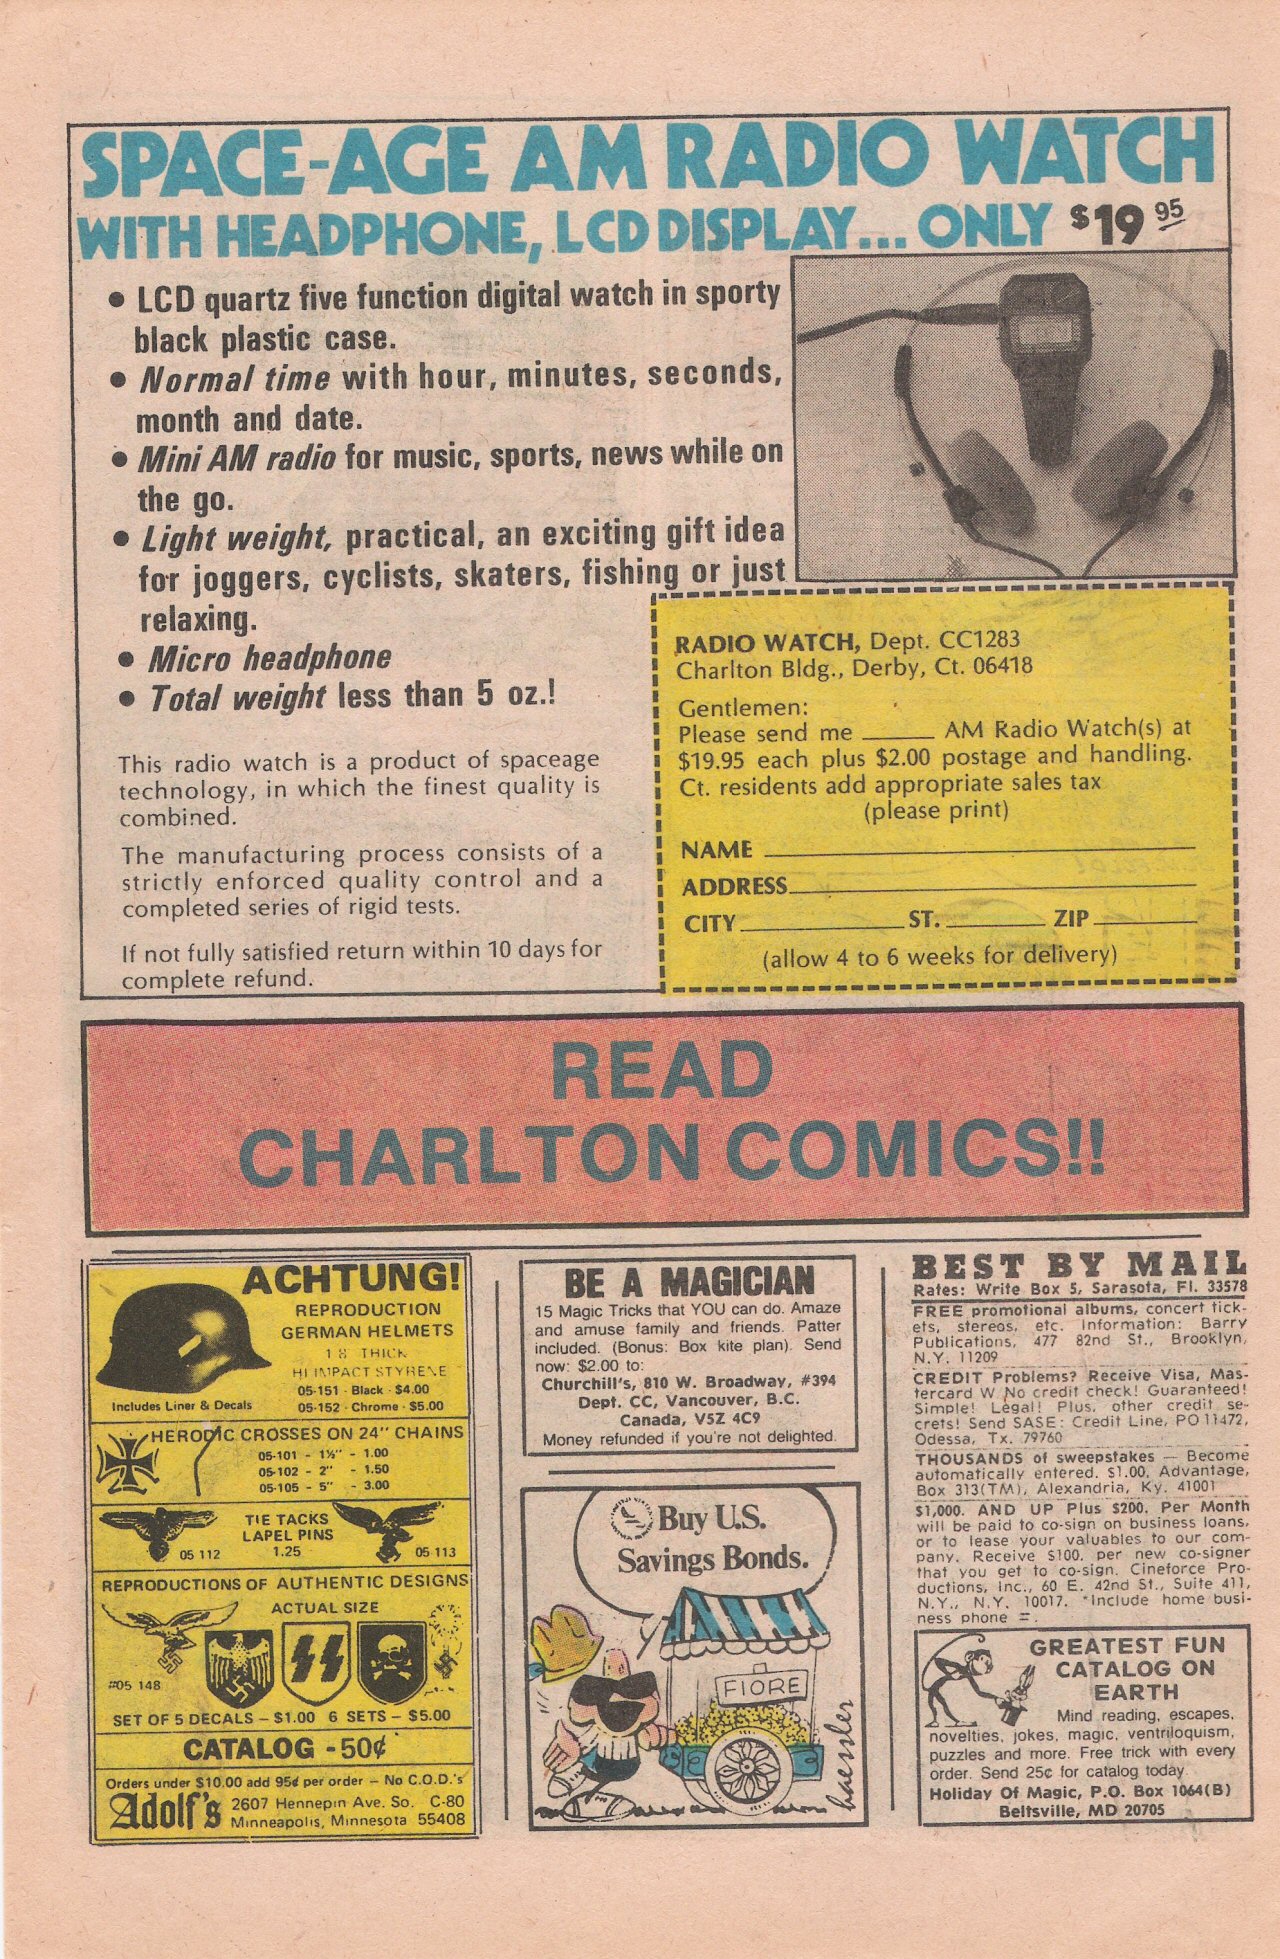 SPACE-AGE AM RADIO WATCH
WITH HEADPHONE, LCD DISPLAY... ONLY $19 95
• LCD quartz five function digital watch in sporty
black plastic case.
• Normal time with hour, minutes, seconds,
month and date.
• Mini AM radio for music, sports, news while on
the go.
• Light weight, practical, an exciting gift idea
for joggers, cyclists, skaters, fishing or just
relaxing.
• Micro headphone
• Total weight less than 5 oz.!
This radio watch is a product of spaceage
technology, in which the finest quality is
combined.
The manufacturing process consists of a
strictly enforced quality control and a
completed series of rigid tests.
If not fully satisfied return within 10 days for
complete refund.
RADIO WATCH, Dept. CC1283
Charlton Bldg., Derby, Ct. 06418
Gentlemen:
Please send me _____ AM Radio Watch(s) at
$19.95 each plus $2.00 postage and handling.
Ct. residents add appropriate sales tax
(please print)
NAME
ADDRESS
CITY ST. ZIP
(allow 4 to 6 weeks for delivery)
READ
CHARLTON COMICS!!
ACHTUNG!
REPRODUCTION
GERMAN HELMETS
1 8 THICK
HI IMPACT STYRENE
05-151 - Black - $4.00
05-152 - Chrome - $5.00
Includes Liner & Decals
HEROIC CROSSES ON 24" CHAINS
05-101 - 1½" - 1.00
05-102 - 2" - 1.50
05-105 - 5" - 3.00
TIE TACKS
LAPEL PINS
1.25
05 112
05 113
REPRODUCTIONS OF AUTHENTIC DESIGNS
ACTUAL SIZE
#05 148
SET OF 5 DECALS – $1.00 6 SETS – $5.00
CATALOG - 50¢
Orders under $10.00 add 95¢ per order – No C.O.D.'s
Adolf's 2607 Hennepin Ave. So. C-80
Minneapolis, Minnesota 55408
BE A MAGICIAN
15 Magic Tricks that YOU can do. Amaze
and amuse family and friends. Patter
included. (Bonus: Box kite plan). Send
now: $2.00 to:
Churchill's, 810 W. Broadway, #394
Dept. CC, Vancouver, B.C.
Canada, V5Z 4C9
Money refunded if you're not delighted.
Buy U.S.
Savings Bonds.
FIORE
haessler
BEST BY MAIL
Rates: Write Box 5, Sarasota, Fl. 33578
FREE promotional albums, concert tick-
ets, stereos, etc. Information: Barry
Publications, 477 82nd St., Brooklyn,
N.Y. 11209
CREDIT Problems? Receive Visa, Mas-
tercard W No credit check! Guaranteed!
Simple! Legal! Plus, other credit se-
crets! Send SASE: Credit Line, PO 11472,
Odessa, Tx. 79760
THOUSANDS of sweepstakes — Become
automatically entered. $1.00. Advantage,
Box 313(TM), Alexandria, Ky. 41001
$1,000. AND UP Plus $200. Per Month
will be paid to co-sign on business loans,
or to lease your valuables to our com-
pany. Receive $100. per new co-signer
that you get to co-sign. Cineforce Pro-
ductions, Inc., 60 E. 42nd St., Suite 411,
N.Y., N.Y. 10017. *Include home busi-
ness phone #.
GREATEST FUN
CATALOG ON
EARTH
Mind reading, escapes,
novelties, jokes, magic, ventriloquism,
puzzles and more. Free trick with every
order. Send 25¢ for catalog today.
Holiday Of Magic, P.O. Box 1064(B)
Beltsville, MD 20705